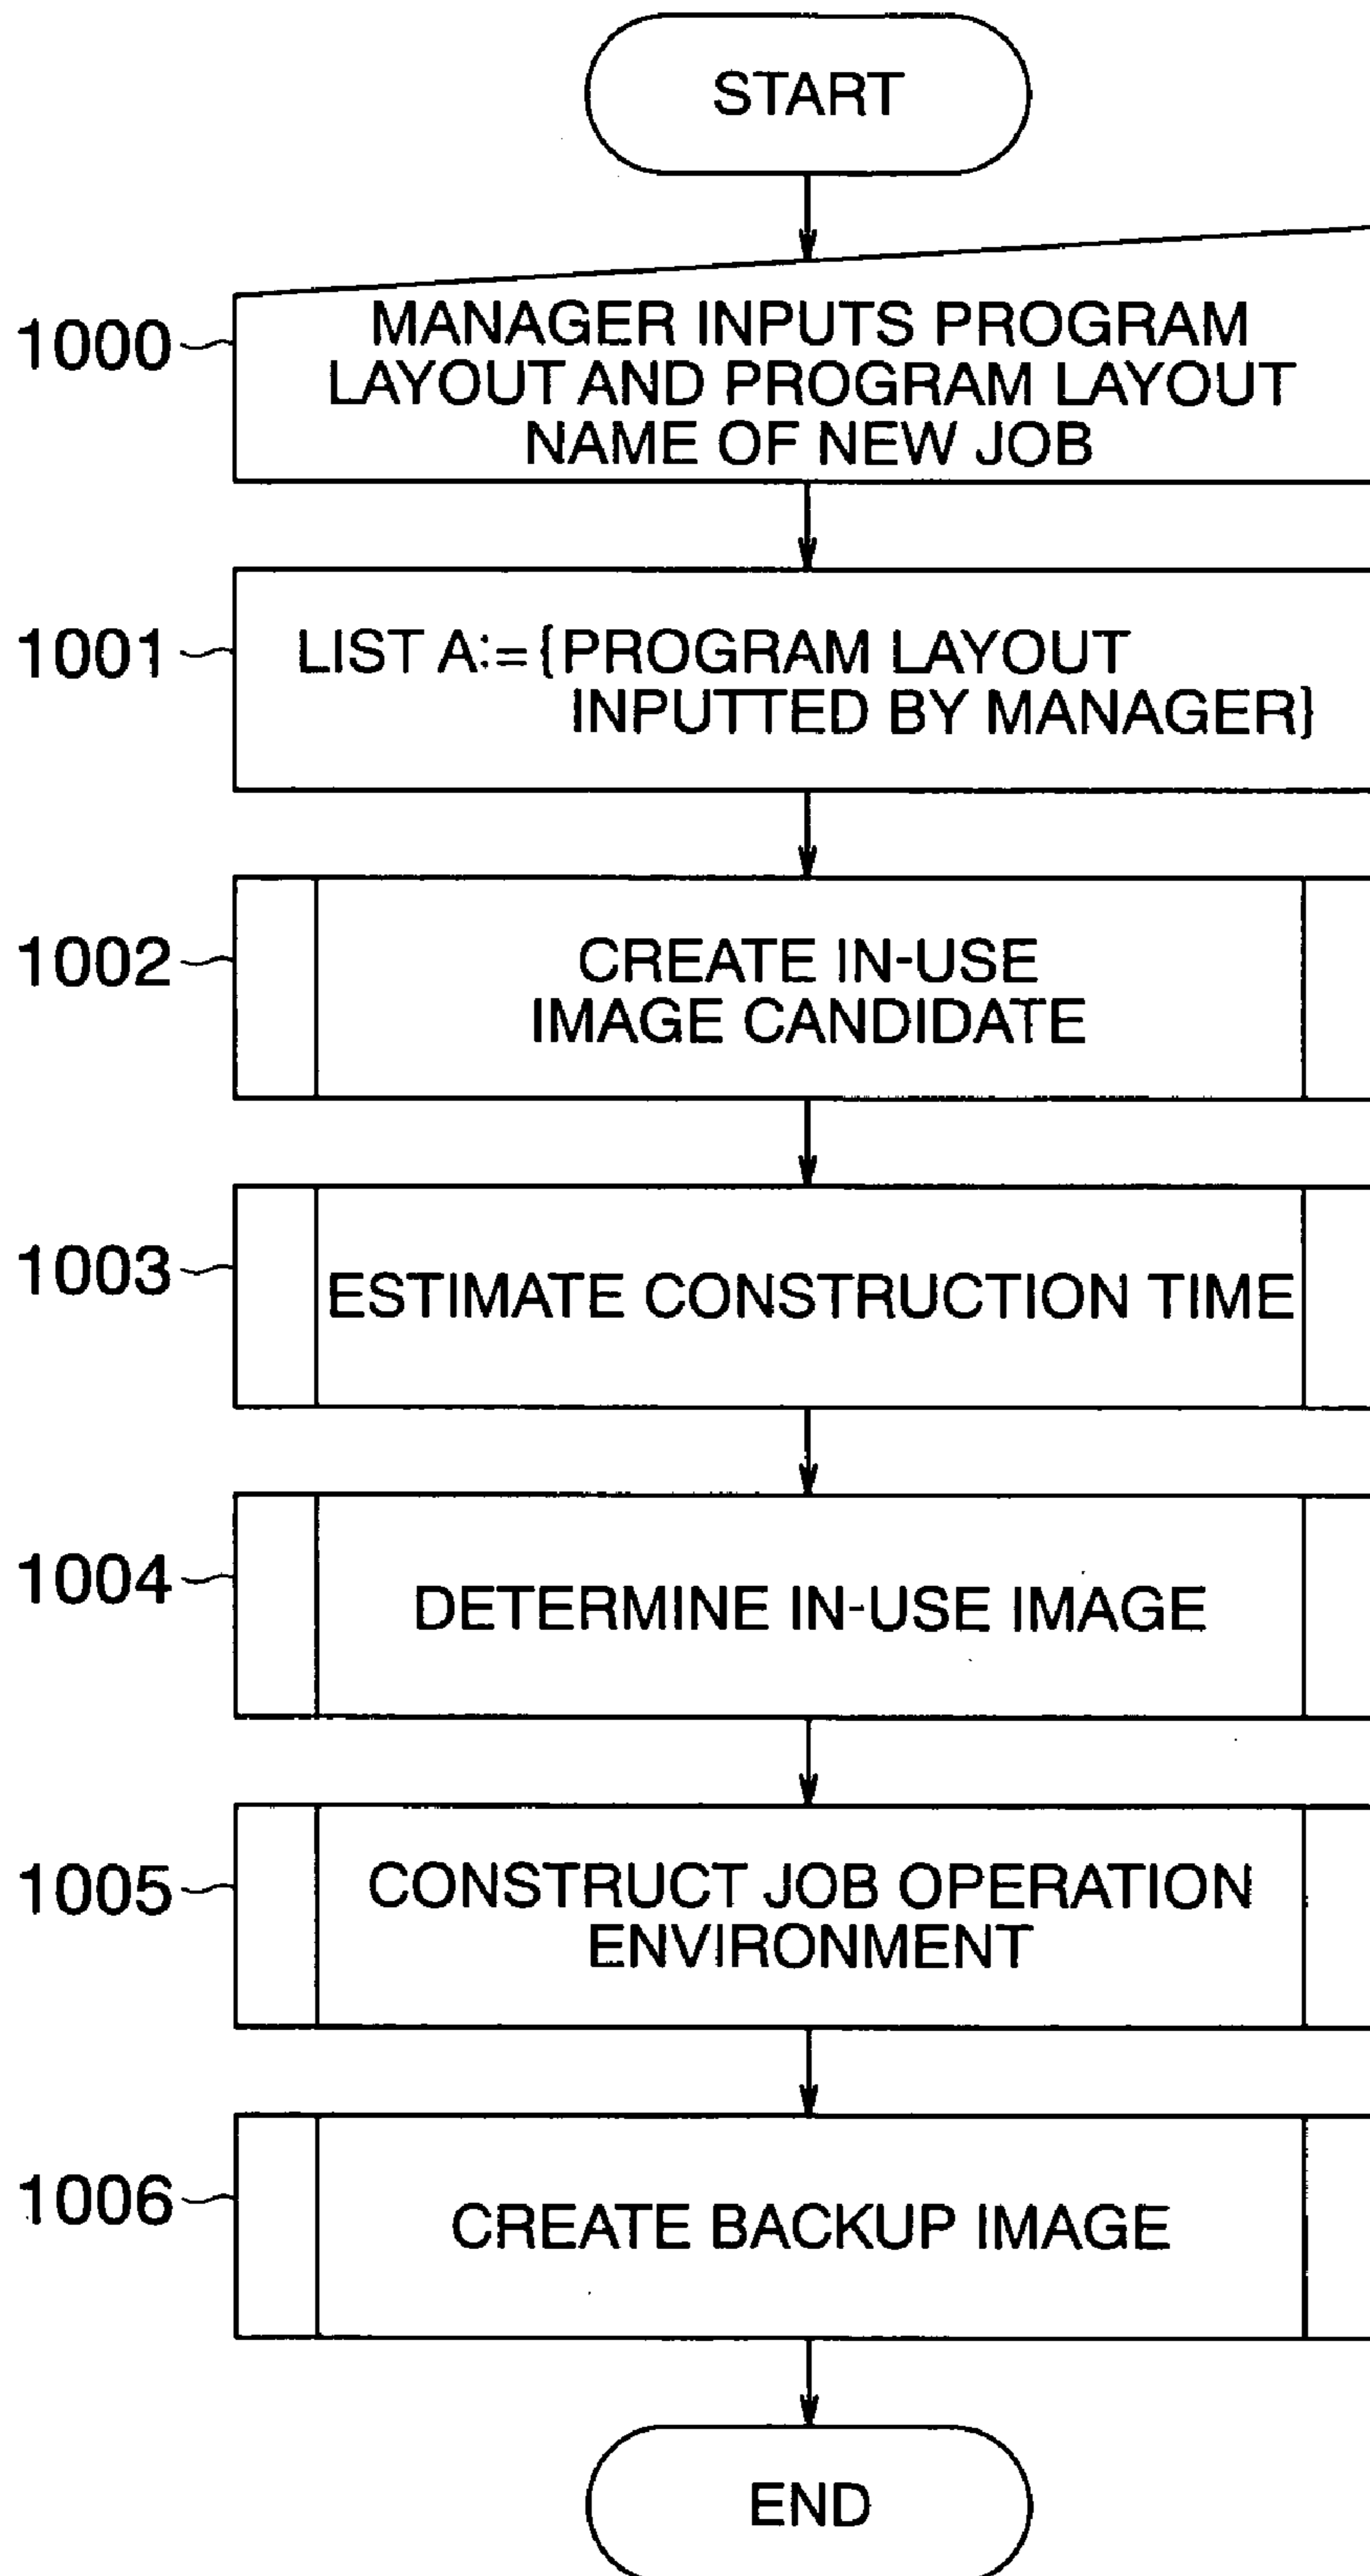 START
1000
MANAGER INPUTS PROGRAM
LAYOUT AND PROGRAM LAYOUT
NAME OF NEW JOB
1001
LIST A:={PROGRAM LAYOUT
INPUTTED BY MANAGER}
1002
CREATE IN-USE
IMAGE CANDIDATE
1003
ESTIMATE CONSTRUCTION TIME
1004
DETERMINE IN-USE IMAGE
1005
CONSTRUCT JOB OPERATION
ENVIRONMENT
1006
CREATE BACKUP IMAGE
END